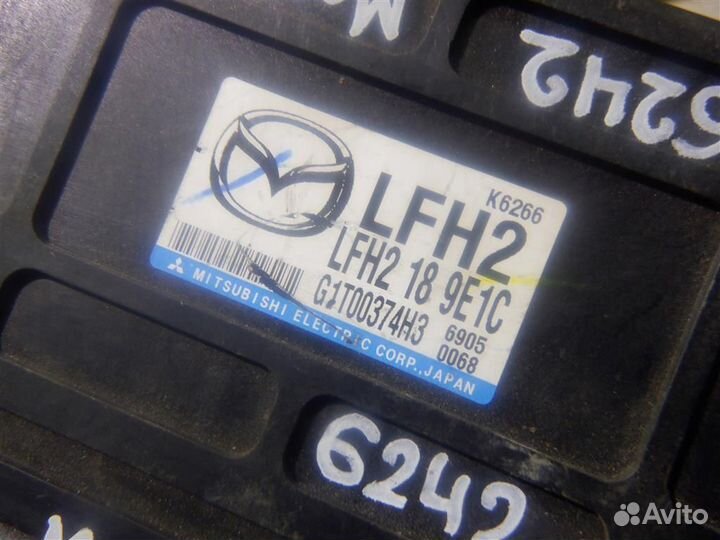 6242
K6266
LFH2
LFH2 18 9E1C
G1T00374H3
6905
0068
MITSUBISHI ELECTRIC CORP., JAPAN
6242
Avito